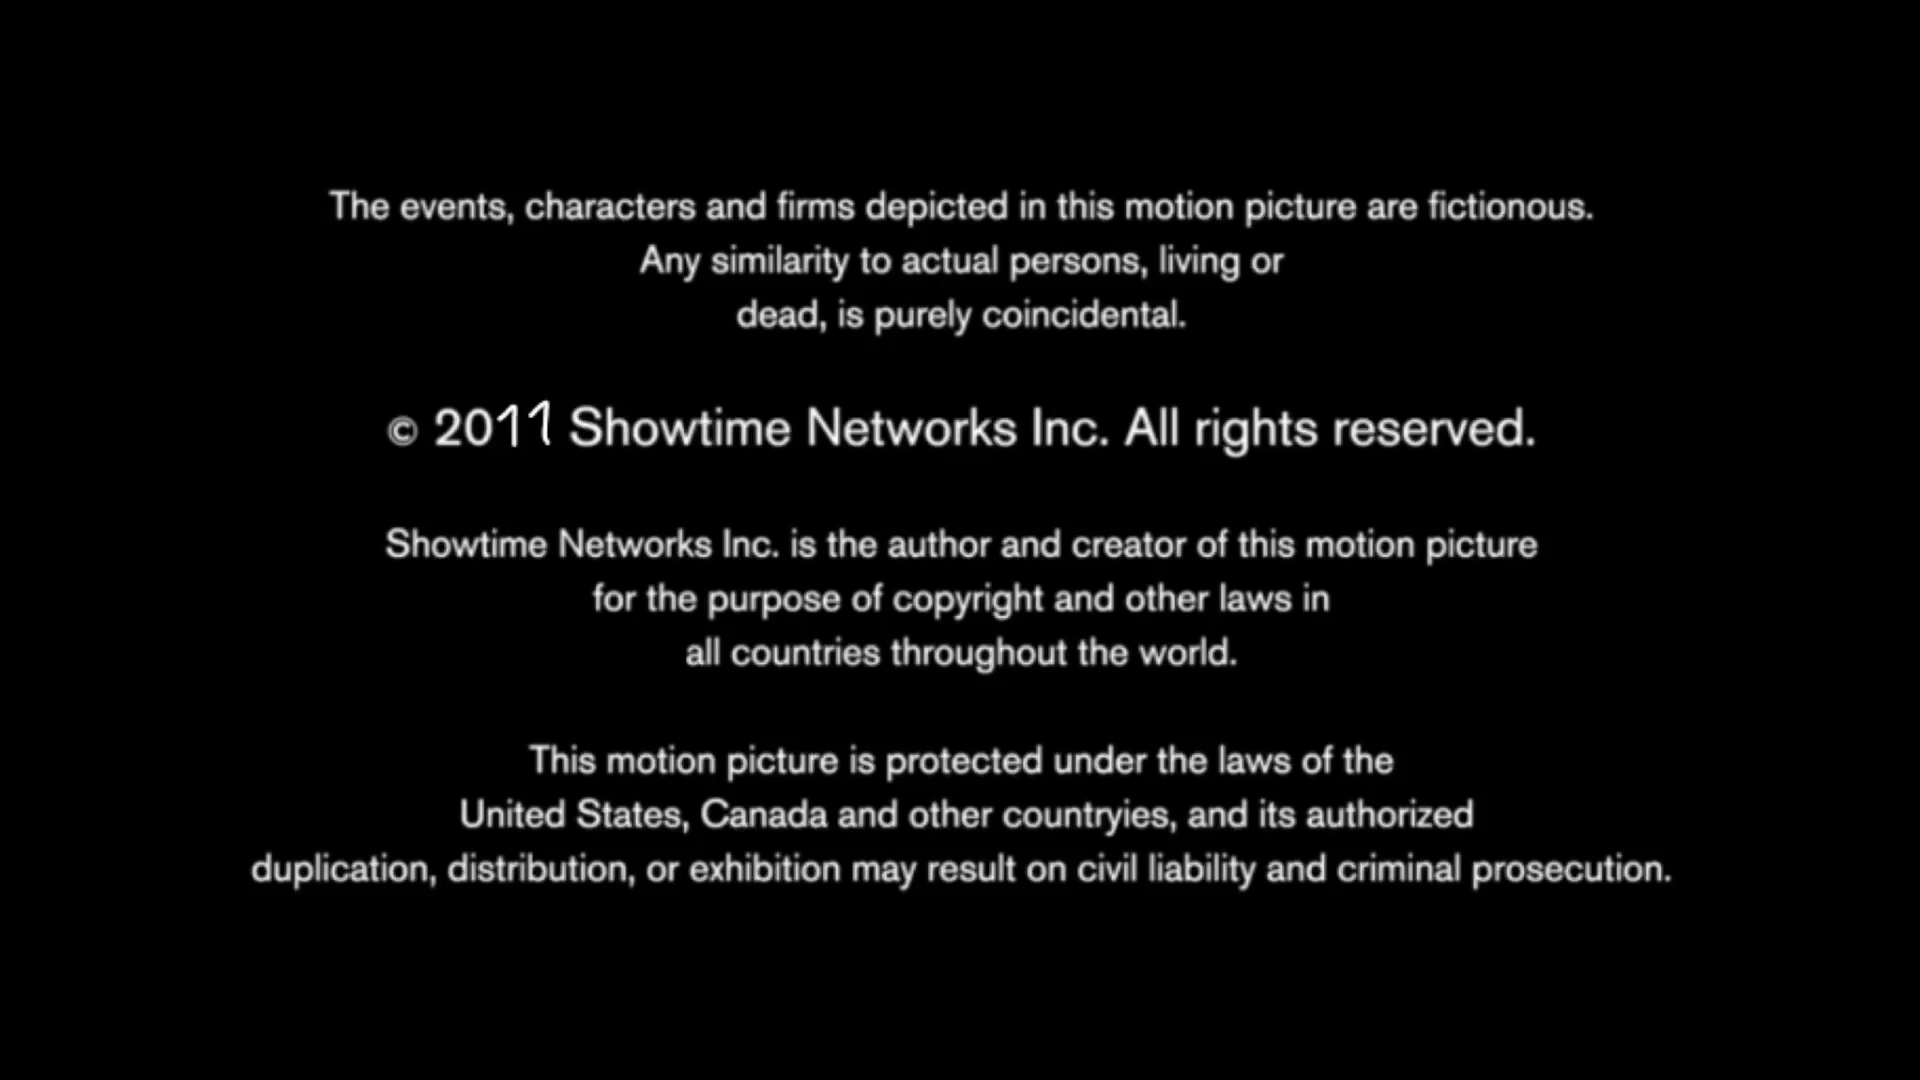 The events, characters and firms depicted in this motion picture are fictionous.
Any similarity to actual persons, living or
dead, is purely coincidental.
© 2011 Showtime Networks Inc. All rights reserved.
Showtime Networks Inc. is the author and creator of this motion picture
for the purpose of copyright and other laws in
all countries throughout the world.
This motion picture is protected under the laws of the
United States, Canada and other countryies, and its authorized
duplication, distribution, or exhibition may result on civil liability and criminal prosecution.